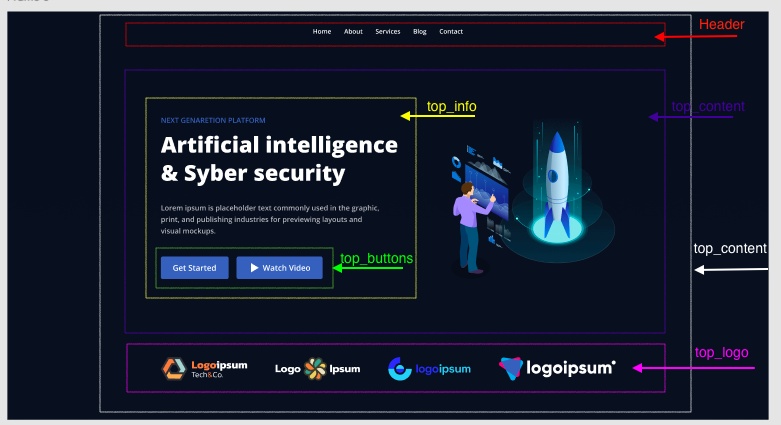 Home About Services Blog Contact
Header
top_info
top_content
NEXT GENARETION PLATFORM
Artificial intelligence
& Syber security
Lorem ipsum is placeholder text commonly used in the graphic,
print, and publishing industries for previewing layouts and
visual mockups.
top_content
top_buttons
Get Started
Watch Video
top_logo
Logoipsum
Tech&Co.
Logo Ipsum
logoipsum
logoipsum